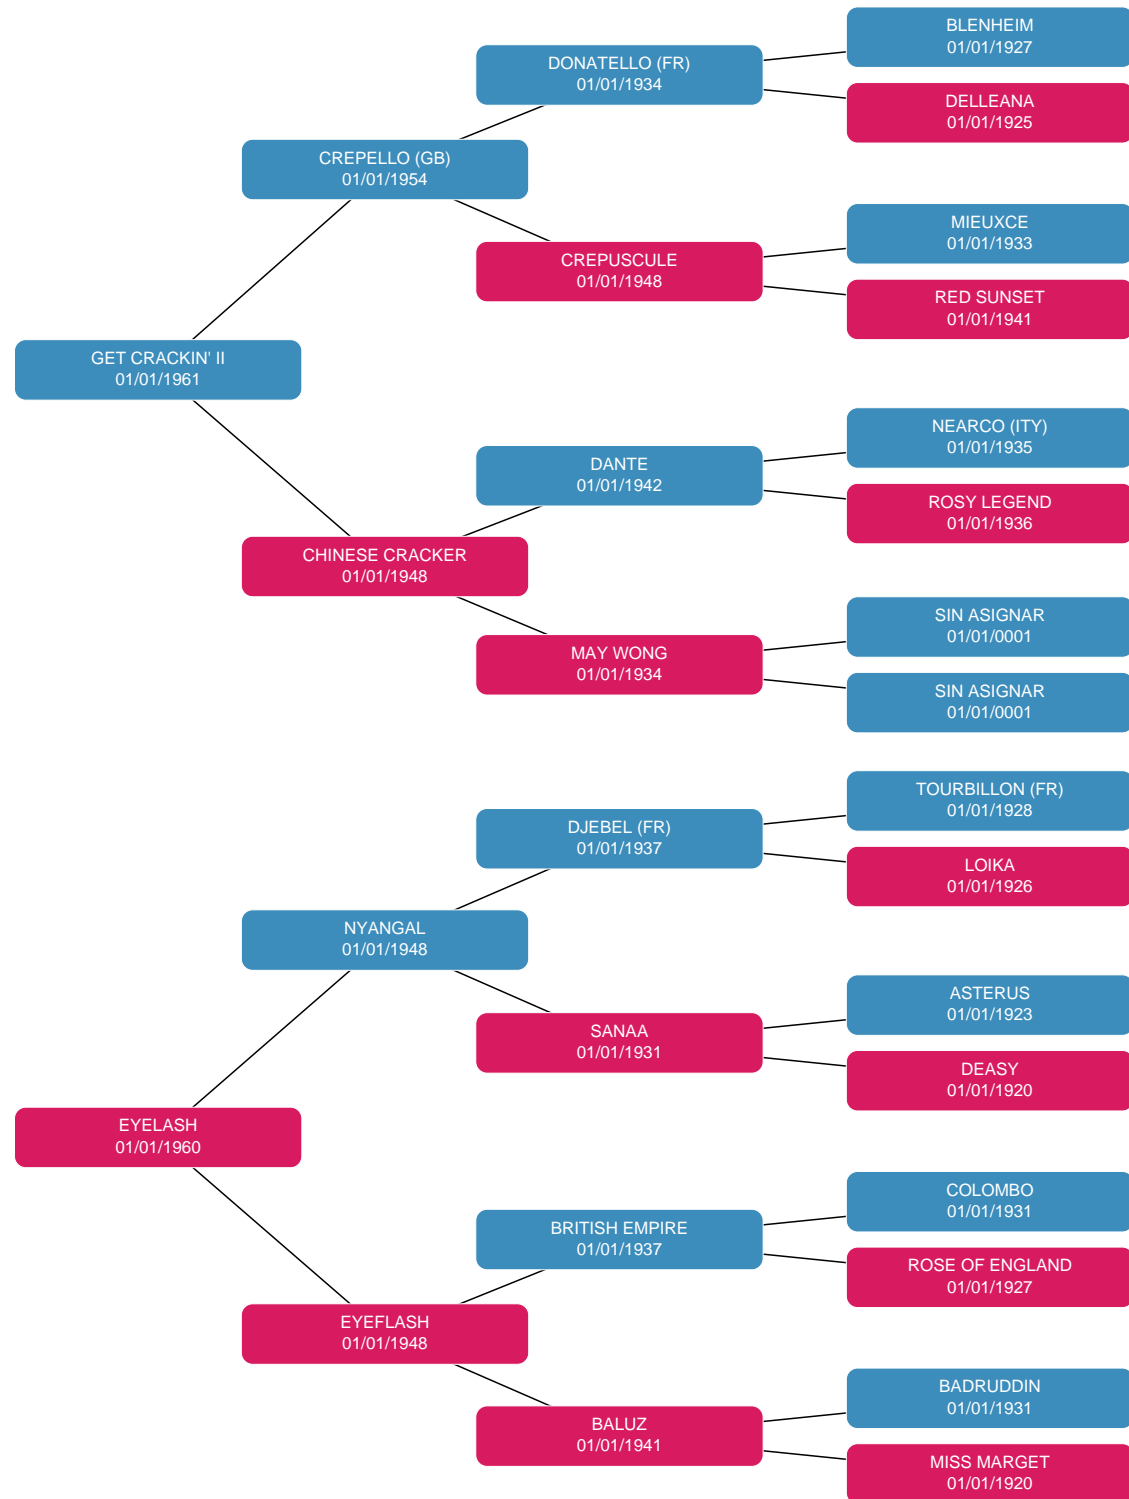 BLENHEIM
01/01/1927
DONATELLO (FR)
01/01/1934
DELLEANA
01/01/1925
CREPELLO (GB)
01/01/1954
MIEUXCE
01/01/1933
CREPUSCULE
01/01/1948
RED SUNSET
01/01/1941
GET CRACKIN' II
01/01/1961
NEARCO (ITY)
01/01/1935
DANTE
01/01/1942
ROSY LEGEND
01/01/1936
CHINESE CRACKER
01/01/1948
SIN ASIGNAR
01/01/0001
MAY WONG
01/01/1934
SIN ASIGNAR
01/01/0001
TOURBILLON (FR)
01/01/1928
DJEBEL (FR)
01/01/1937
LOIKA
01/01/1926
NYANGAL
01/01/1948
ASTERUS
01/01/1923
SANAA
01/01/1931
DEASY
01/01/1920
EYELASH
01/01/1960
COLOMBO
01/01/1931
BRITISH EMPIRE
01/01/1937
ROSE OF ENGLAND
01/01/1927
EYEFLASH
01/01/1948
BADRUDDIN
01/01/1931
BALUZ
01/01/1941
MISS MARGET
01/01/1920